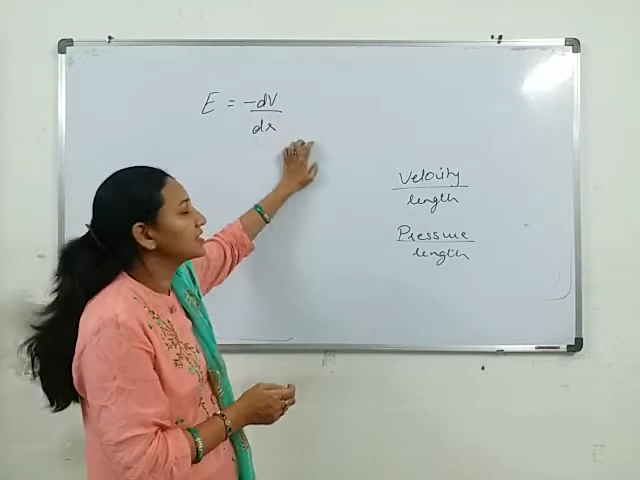 E = -dV
dx
Velocity
length
Pressure
length